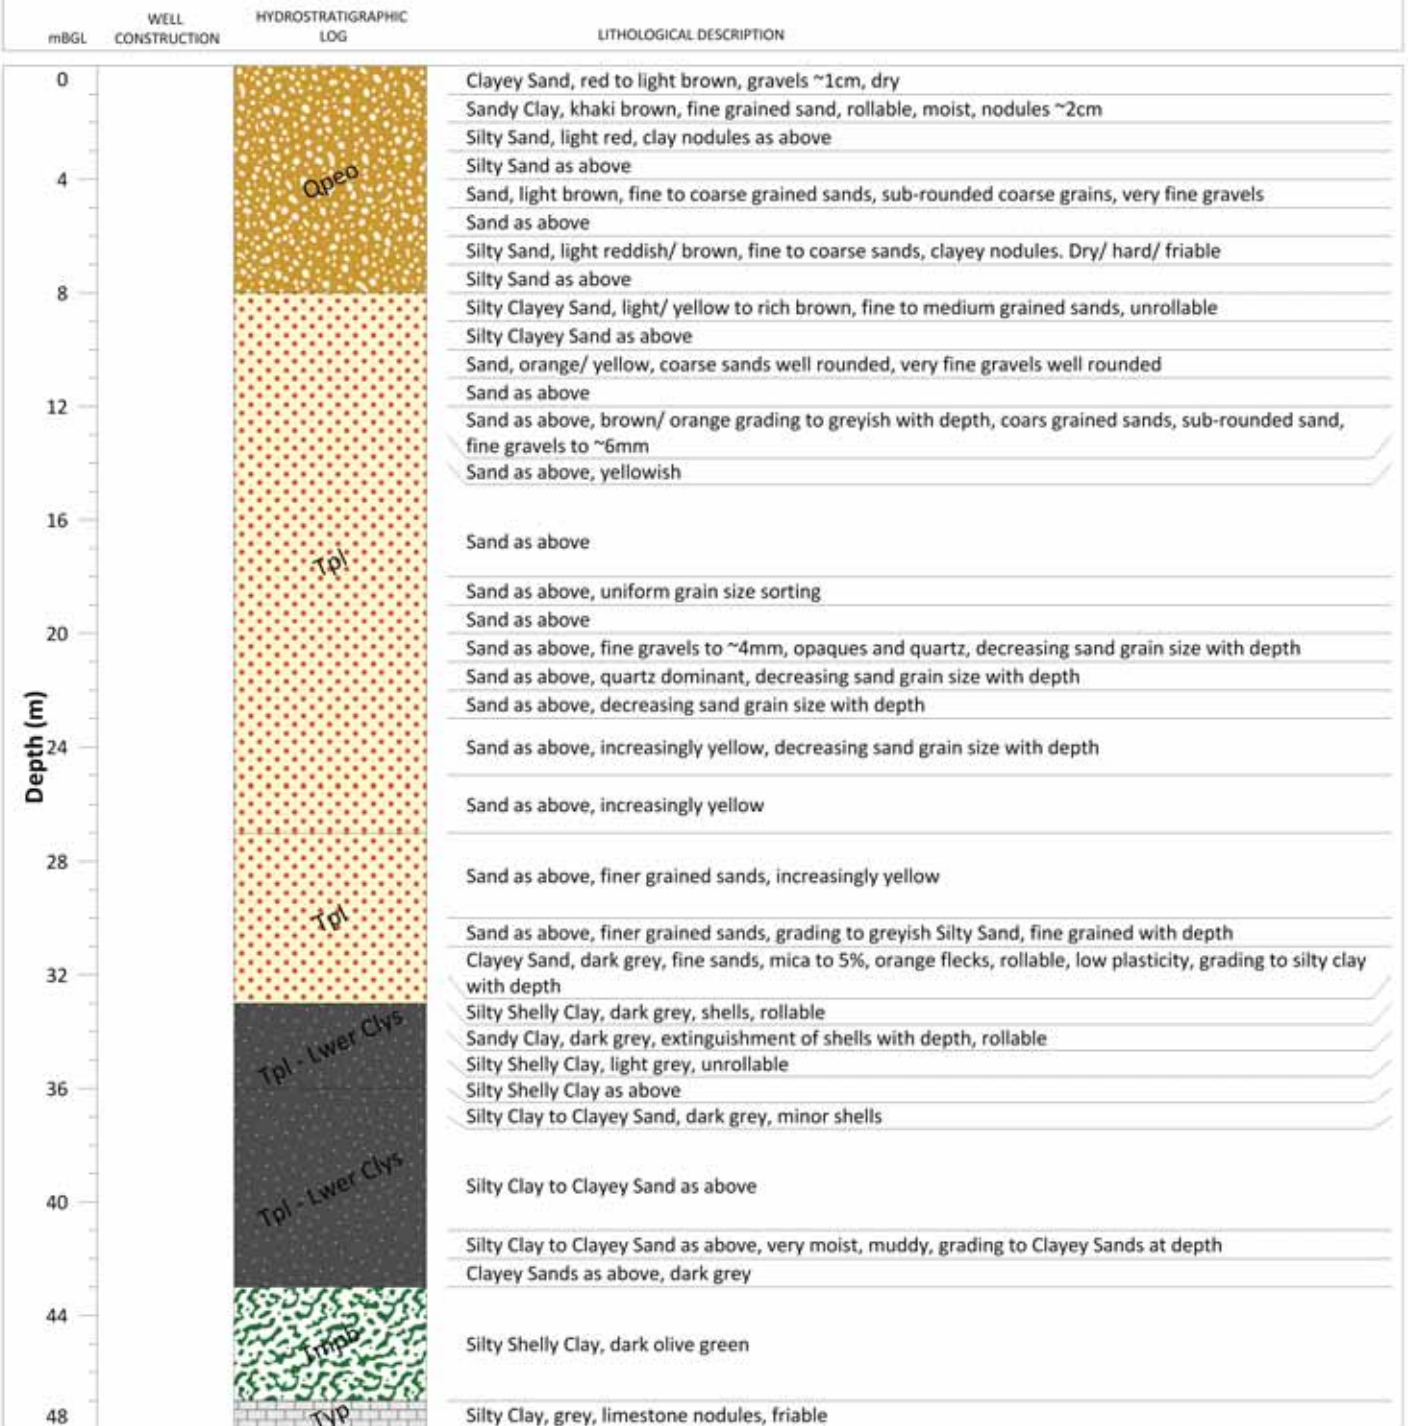 mBGL
WELL
CONSTRUCTION
HYDROSTRATIGRAPHIC
LOG
LITHOLOGICAL DESCRIPTION
Depth (m)
0
4
8
12
16
20
24
28
32
36
40
44
48
Qpeo
Tpl
Tpl
Tpl - Lwer Clys
Tpl - Lwer Clys
Tmpb
Typ
Clayey Sand, red to light brown, gravels ~1cm, dry
Sandy Clay, khaki brown, fine grained sand, rollable, moist, nodules ~2cm
Silty Sand, light red, clay nodules as above
Silty Sand as above
Sand, light brown, fine to coarse grained sands, sub-rounded coarse grains, very fine gravels
Sand as above
Silty Sand, light reddish/ brown, fine to coarse sands, clayey nodules. Dry/ hard/ friable
Silty Sand as above
Silty Clayey Sand, light/ yellow to rich brown, fine to medium grained sands, unrollable
Silty Clayey Sand as above
Sand, orange/ yellow, coarse sands well rounded, very fine gravels well rounded
Sand as above
Sand as above, brown/ orange grading to greyish with depth, coars grained sands, sub-rounded sand,
fine gravels to ~6mm
Sand as above, yellowish
Sand as above
Sand as above, uniform grain size sorting
Sand as above
Sand as above, fine gravels to ~4mm, opaques and quartz, decreasing sand grain size with depth
Sand as above, quartz dominant, decreasing sand grain size with depth
Sand as above, decreasing sand grain size with depth
Sand as above, increasingly yellow, decreasing sand grain size with depth
Sand as above, increasingly yellow
Sand as above, finer grained sands, increasingly yellow
Sand as above, finer grained sands, grading to greyish Silty Sand, fine grained with depth
Clayey Sand, dark grey, fine sands, mica to 5%, orange flecks, rollable, low plasticity, grading to silty clay
with depth
Silty Shelly Clay, dark grey, shells, rollable
Sandy Clay, dark grey, extinguishment of shells with depth, rollable
Silty Shelly Clay, light grey, unrollable
Silty Shelly Clay as above
Silty Clay to Clayey Sand, dark grey, minor shells
Silty Clay to Clayey Sand as above
Silty Clay to Clayey Sand as above, very moist, muddy, grading to Clayey Sands at depth
Clayey Sands as above, dark grey
Silty Shelly Clay, dark olive green
Silty Clay, grey, limestone nodules, friable